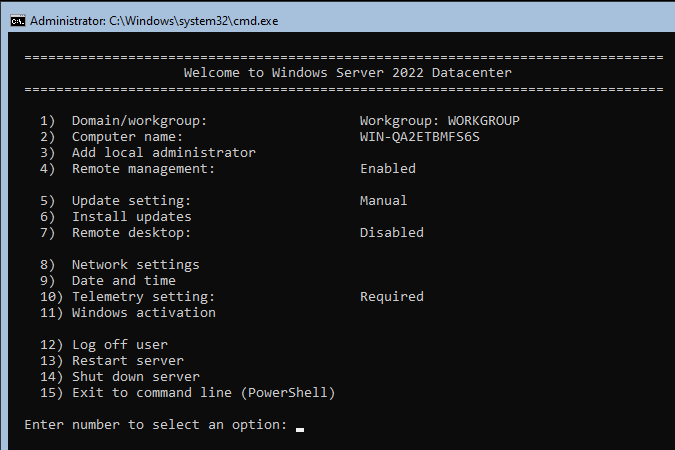 Administrator: C:\Windows\system32\cmd.exe
================================================================================
Welcome to Windows Server 2022 Datacenter
================================================================================
1) Domain/workgroup: Workgroup: WORKGROUP
2) Computer name: WIN-QA2ETBMFS6S
3) Add local administrator
4) Remote management: Enabled
5) Update setting: Manual
6) Install updates
7) Remote desktop: Disabled
8) Network settings
9) Date and time
10) Telemetry setting: Required
11) Windows activation
12) Log off user
13) Restart server
14) Shut down server
15) Exit to command line (PowerShell)
Enter number to select an option: